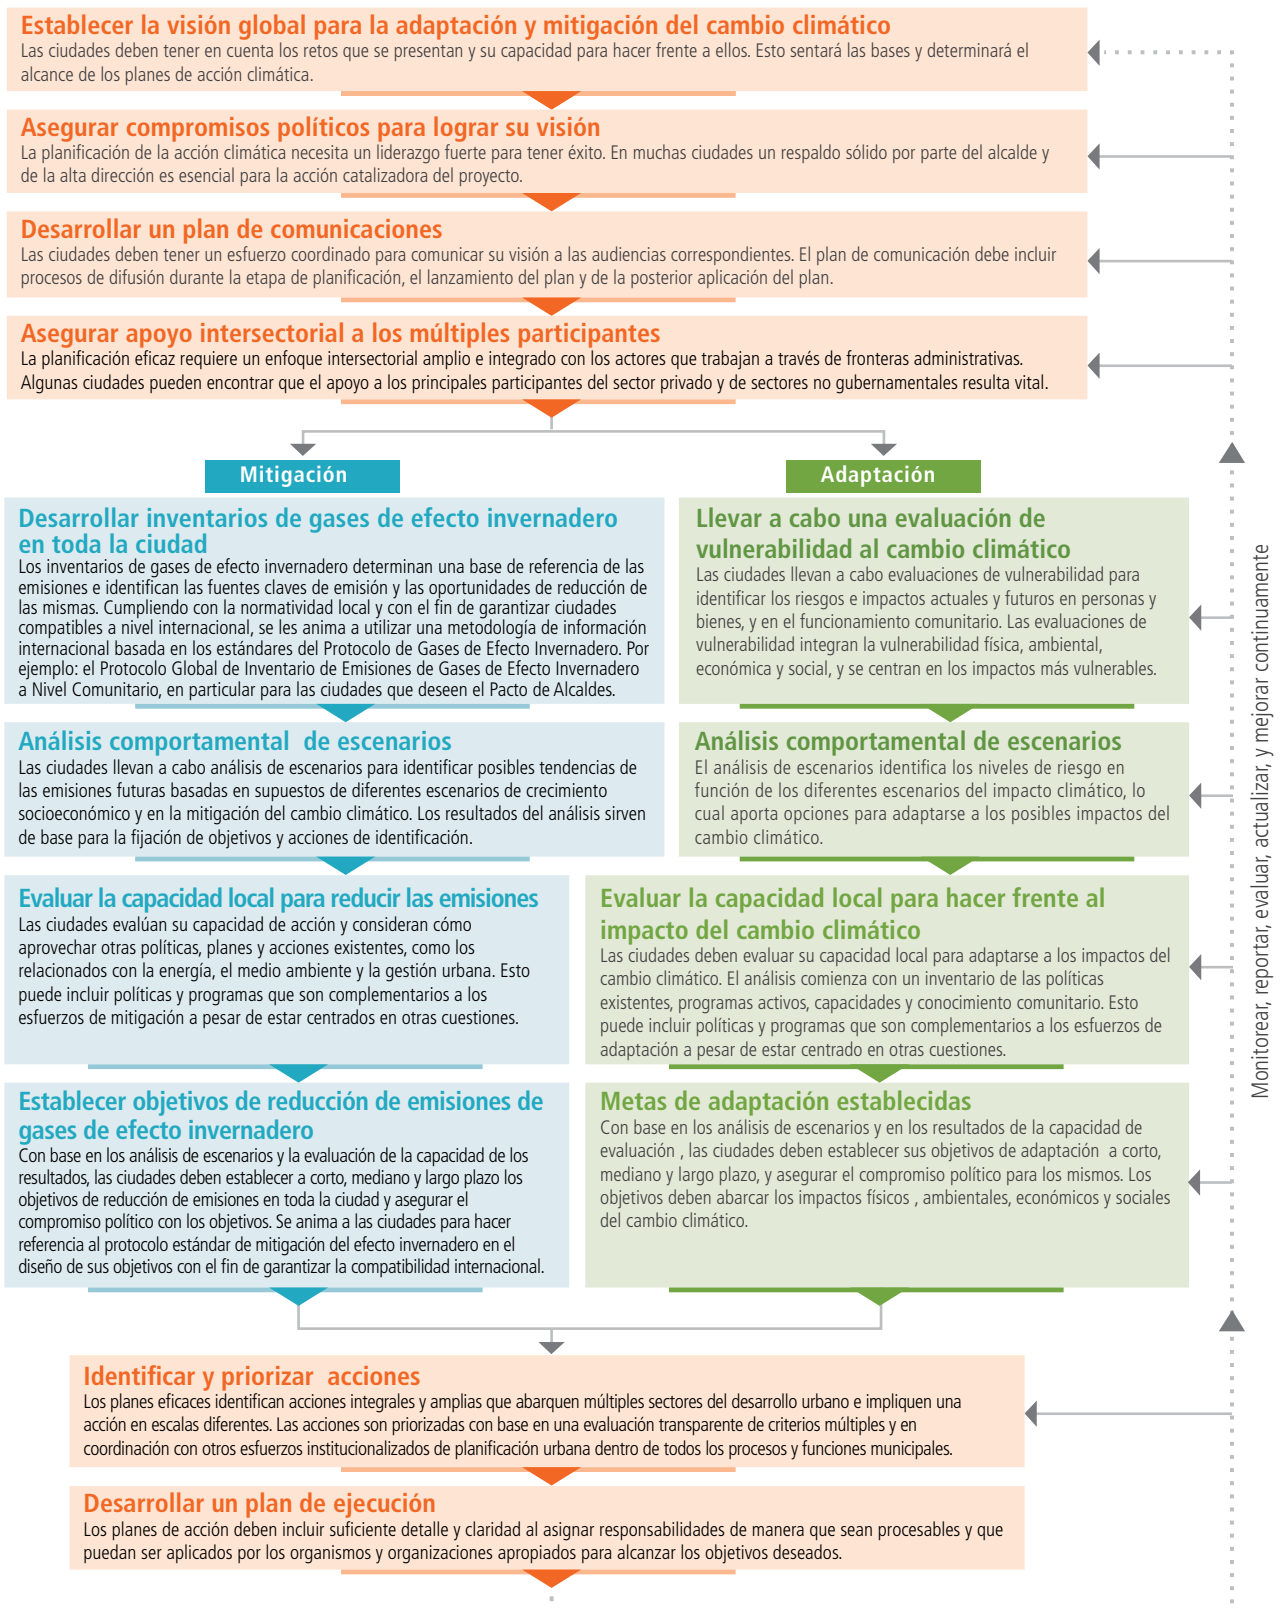 Establecer la visión global para la adaptación y mitigación del cambio climático
Las ciudades deben tener en cuenta los retos que se presentan y su capacidad para hacer frente a ellos. Esto sentará las bases y determinará el
alcance de los planes de acción climática.
Asegurar compromisos políticos para lograr su visión
La planificación de la acción climática necesita un liderazgo fuerte para tener éxito. En muchas ciudades un respaldo sólido por parte del alcalde y
de la alta dirección es esencial para la acción catalizadora del proyecto.
Desarrollar un plan de comunicaciones
Las ciudades deben tener un esfuerzo coordinado para comunicar su visión a las audiencias correspondientes. El plan de comunicación debe incluir
procesos de difusión durante la etapa de planificación, el lanzamiento del plan y de la posterior aplicación del plan.
Asegurar apoyo intersectorial a los múltiples participantes
La planificación eficaz requiere un enfoque intersectorial amplio e integrado con los actores que trabajan a través de fronteras administrativas.
Algunas ciudades pueden encontrar que el apoyo a los principales participantes del sector privado y de sectores no gubernamentales resulta vital.
Mitigación
Desarrollar inventarios de gases de efecto invernadero
en toda la ciudad
Los inventarios de gases de efecto invernadero determinan una base de referencia de las
emisiones e identifican las fuentes claves de emisión y las oportunidades de reducción de
las mismas. Cumpliendo con la normatividad local y con el fin de garantizar ciudades
compatibles a nivel internacional, se les anima a utilizar una metodología de información
internacional basada en los estándares del Protocolo de Gases de Efecto Invernadero. Por
ejemplo: el Protocolo Global de Inventario de Emisiones de Gases de Efecto Invernadero
a Nivel Comunitario, en particular para las ciudades que deseen el Pacto de Alcaldes.
Análisis comportamental de escenarios
Las ciudades llevan a cabo análisis de escenarios para identificar posibles tendencias de
las emisiones futuras basadas en supuestos de diferentes escenarios de crecimiento
socioeconómico y en la mitigación del cambio climático. Los resultados del análisis sirven
de base para la fijación de objetivos y acciones de identificación.
Evaluar la capacidad local para reducir las emisiones
Las ciudades evalúan su capacidad de acción y consideran cómo
aprovechar otras políticas, planes y acciones existentes, como los
relacionados con la energía, el medio ambiente y la gestión urbana. Esto
puede incluir políticas y programas que son complementarios a los
esfuerzos de mitigación a pesar de estar centrados en otras cuestiones.
Establecer objetivos de reducción de emisiones de
gases de efecto invernadero
Con base en los análisis de escenarios y la evaluación de la capacidad de los
resultados, las ciudades deben establecer a corto, mediano y largo plazo los
objetivos de reducción de emisiones en toda la ciudad y asegurar el
compromiso político con los objetivos. Se anima a las ciudades para hacer
referencia al protocolo estándar de mitigación del efecto invernadero en el
diseño de sus objetivos con el fin de garantizar la compatibilidad internacional.
Adaptación
Llevar a cabo una evaluación de
vulnerabilidad al cambio climático
Las ciudades llevan a cabo evaluaciones de vulnerabilidad para
identificar los riesgos e impactos actuales y futuros en personas y
bienes, y en el funcionamiento comunitario. Las evaluaciones de
vulnerabilidad integran la vulnerabilidad física, ambiental,
económica y social, y se centran en los impactos más vulnerables.
Análisis comportamental de escenarios
El análisis de escenarios identifica los niveles de riesgo en
función de los diferentes escenarios del impacto climático, lo
cual aporta opciones para adaptarse a los posibles impactos del
cambio climático.
Evaluar la capacidad local para hacer frente al
impacto del cambio climático
Las ciudades deben evaluar su capacidad local para adaptarse a los impactos del
cambio climático. El análisis comienza con un inventario de las políticas
existentes, programas activos, capacidades y conocimiento comunitario. Esto
puede incluir políticas y programas que son complementarios a los esfuerzos de
adaptación a pesar de estar centrado en otras cuestiones.
Metas de adaptación establecidas
Con base en los análisis de escenarios y en los resultados de la capacidad de
evaluación , las ciudades deben establecer sus objetivos de adaptación a corto,
mediano y largo plazo, y asegurar el compromiso político para los mismos. Los
objetivos deben abarcar los impactos físicos , ambientales, económicos y sociales
del cambio climático.
Identificar y priorizar acciones
Los planes eficaces identifican acciones integrales y amplias que abarquen múltiples sectores del desarrollo urbano e impliquen una
acción en escalas diferentes. Las acciones son priorizadas con base en una evaluación transparente de criterios múltiples y en
coordinación con otros esfuerzos institucionalizados de planificación urbana dentro de todos los procesos y funciones municipales.
Desarrollar un plan de ejecución
Los planes de acción deben incluir suficiente detalle y claridad al asignar responsabilidades de manera que sean procesables y que
puedan ser aplicados por los organismos y organizaciones apropiados para alcanzar los objetivos deseados.
Monitorear, reportar, evaluar, actualizar, y mejorar continuamente